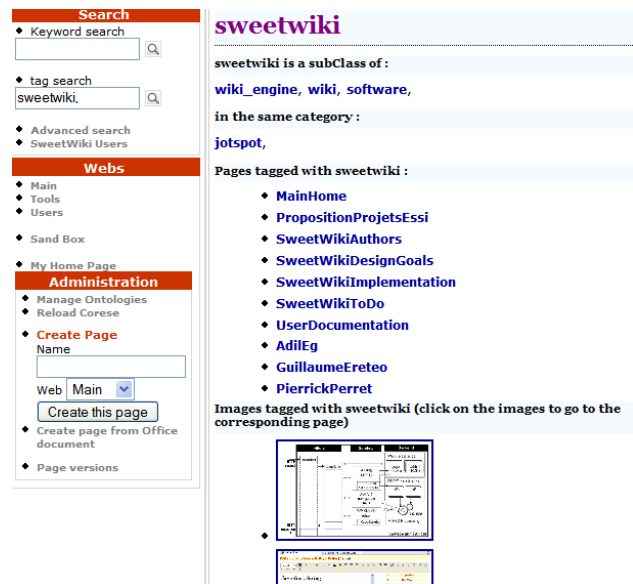 Search
Keyword search
tag search
sweetwiki,
Advanced search
SweetWiki Users
Webs
Main
Tools
Users
Sand Box
My Home Page
Administration
Manage Ontologies
Reload Corese
Create Page
Name
Web Main
Create this page
Create page from Office
document
Page versions
sweetwiki
sweetwiki is a subClass of :
wiki_engine, wiki, software,
in the same category :
jotspot,
Pages tagged with sweetwiki :
MainHome
PropositionProjetsEssi
SweetWikiAuthors
SweetWikiDesignGoals
SweetWikiImplementation
SweetWikiToDo
UserDocumentation
AdilEg
GuillaumeEreteo
PierrickPerret
Images tagged with sweetwiki (click on the images to go to the
corresponding page)